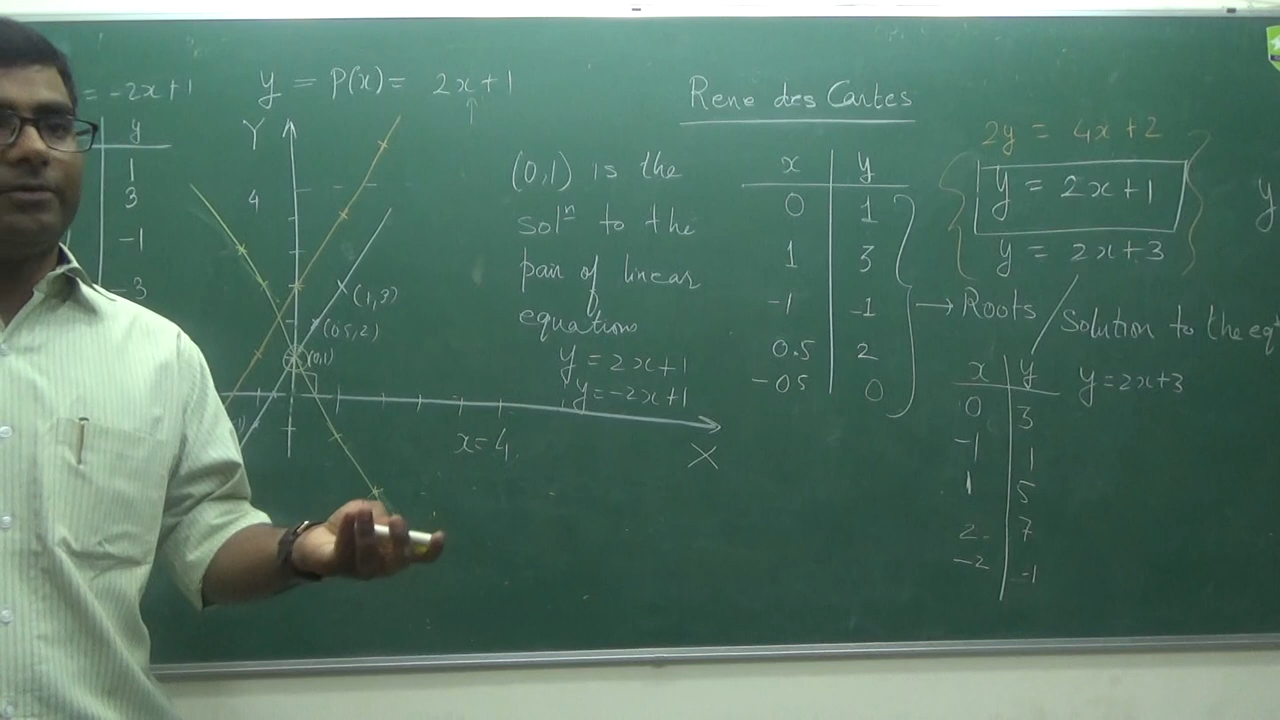 = -2x+1
y
1
3
-1
-3
y = P(x) = 2x+1
↑
Y
4
(1,3)
(0.5,2)
(0,1)
x=4
X
(0,1) is the
solⁿ to the
pair of linear
equations
y = 2x+1
y = -2x+1
Rene des Cartes
x y
0 1
1 3
-1 -1
0.5 2
-05 0
→ Roots
2y = 4x+2
y = 2x+1
y = 2x+3
Solution to the eq
y=2x+3
x y
0 3
-1 1
1 5
2 7
-2 -1
y